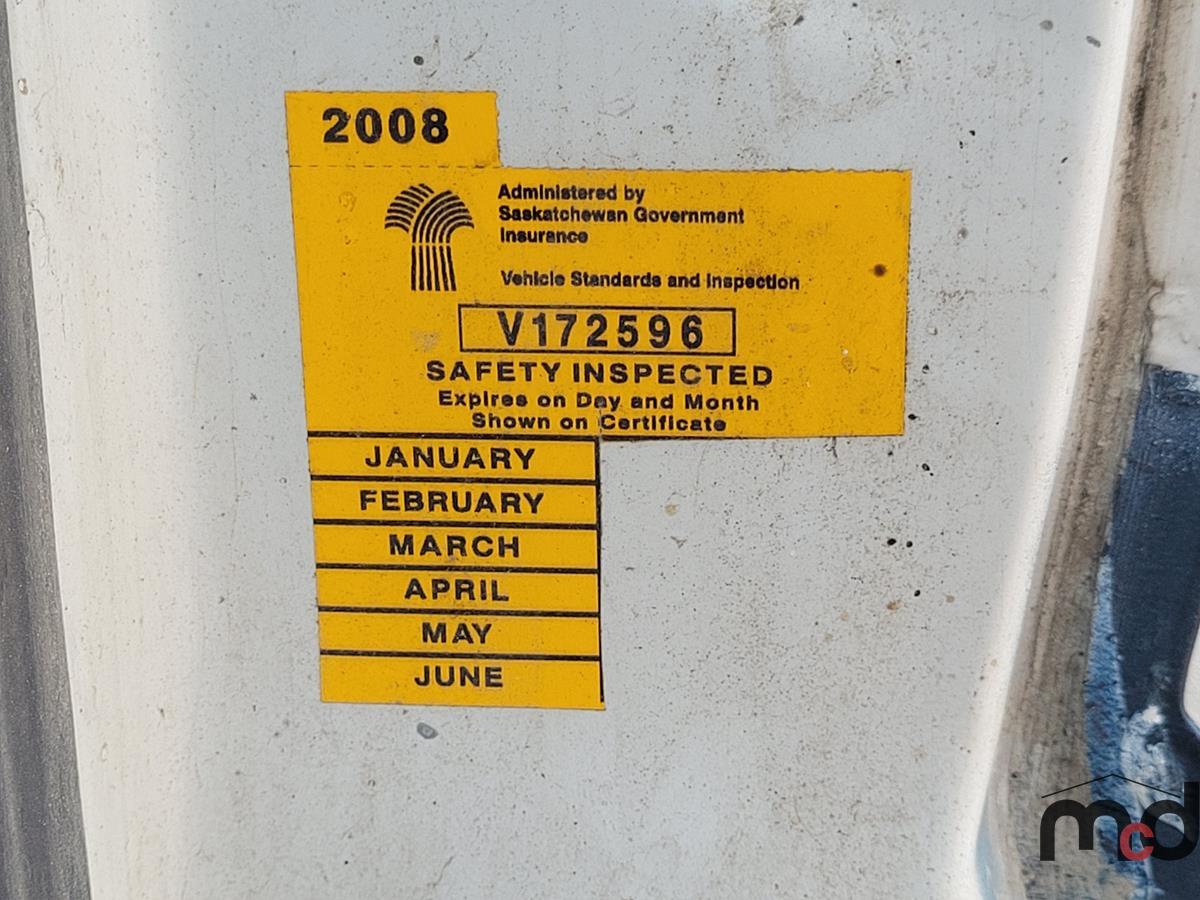 2008
Administered by
Saskatchewan Government
Insurance
Vehicle Standards and Inspection
V172596
SAFETY INSPECTED
Expires on Day and Month
Shown on Certificate
JANUARY
FEBRUARY
MARCH
APRIL
MAY
JUNE
mcd